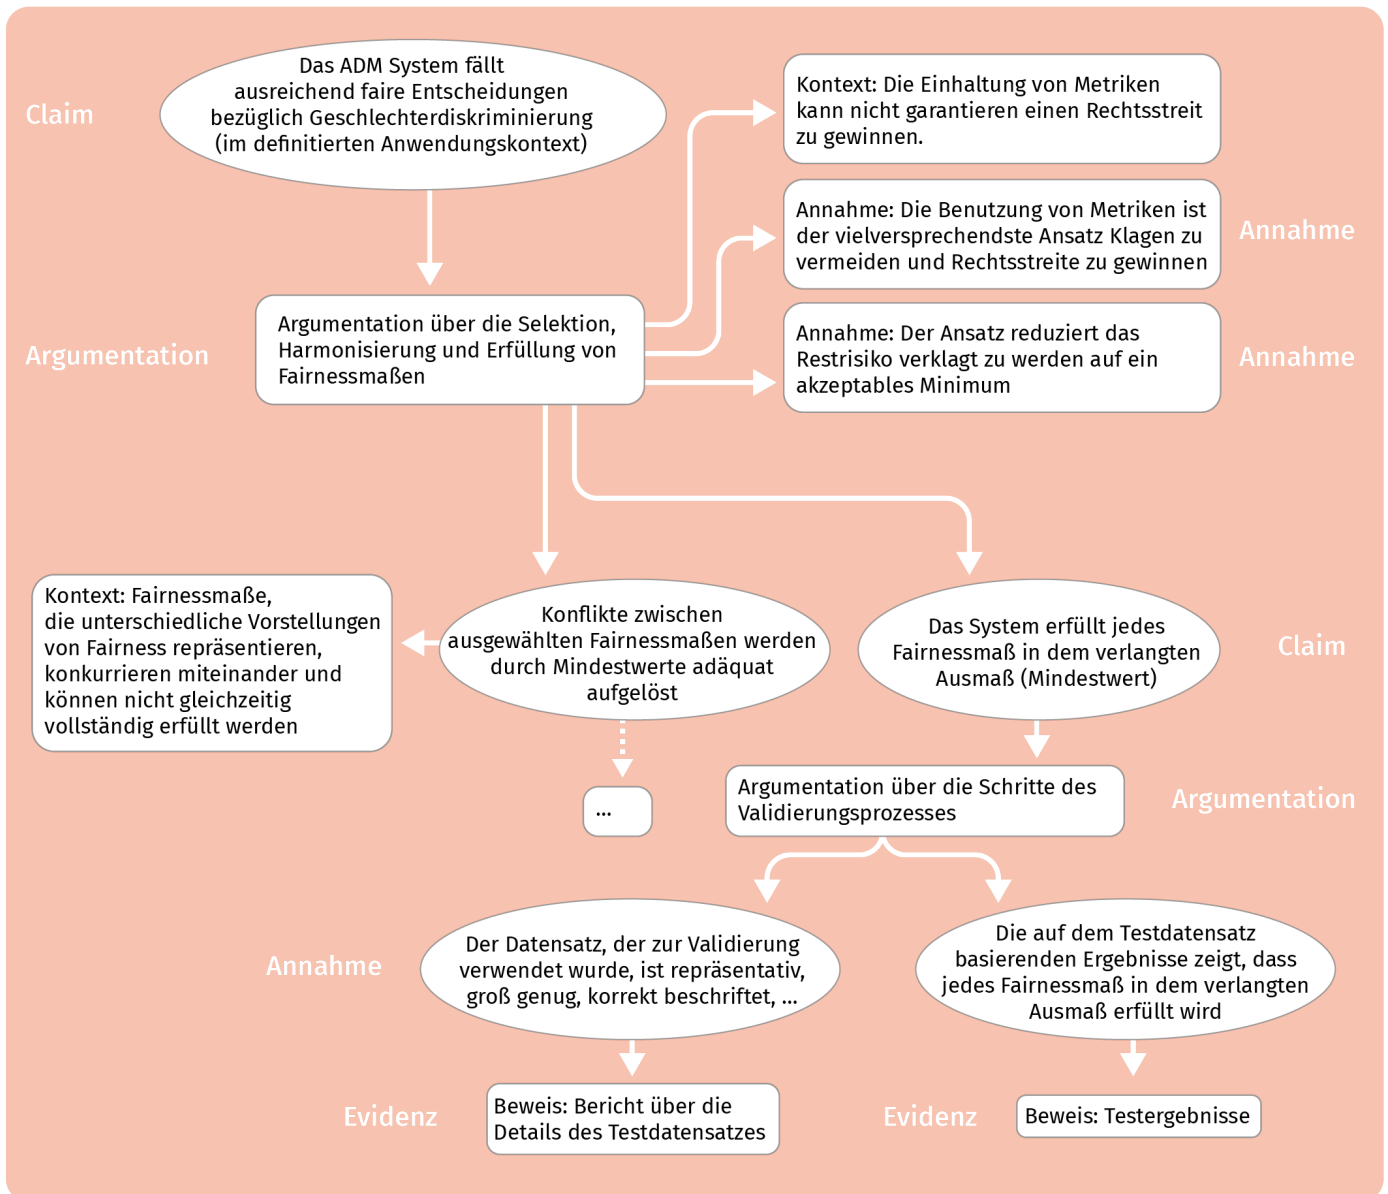 Claim
Das ADM System fällt
ausreichend faire Entscheidungen
bezüglich Geschlechterdiskriminierung
(im definitierten Anwendungskontext)
Kontext: Die Einhaltung von Metriken
kann nicht garantieren einen Rechtsstreit
zu gewinnen.
Annahme: Die Benutzung von Metriken ist
der vielversprechendste Ansatz Klagen zu
vermeiden und Rechtsstreite zu gewinnen
Annahme
Argumentation
Argumentation über die Selektion,
Harmonisierung und Erfüllung von
Fairnessmaßen
Annahme: Der Ansatz reduziert das
Restrisiko verklagt zu werden auf ein
akzeptables Minimum
Annahme
Kontext: Fairnessmaße,
die unterschiedliche Vorstellungen
von Fairness repräsentieren,
konkurrieren miteinander und
können nicht gleichzeitig
vollständig erfüllt werden
Konflikte zwischen
ausgewählten Fairnessmaßen werden
durch Mindestwerte adäquat
aufgelöst
Das System erfüllt jedes
Fairnessmaß in dem verlangten
Ausmaß (Mindestwert)
Claim
...
Argumentation über die Schritte des
Validierungsprozesses
Argumentation
Annahme
Der Datensatz, der zur Validierung
verwendet wurde, ist repräsentativ,
groß genug, korrekt beschriftet, ...
Die auf dem Testdatensatz
basierenden Ergebnisse zeigt, dass
jedes Fairnessmaß in dem verlangten
Ausmaß erfüllt wird
Evidenz
Beweis: Bericht über die
Details des Testdatensatzes
Evidenz
Beweis: Testergebnisse